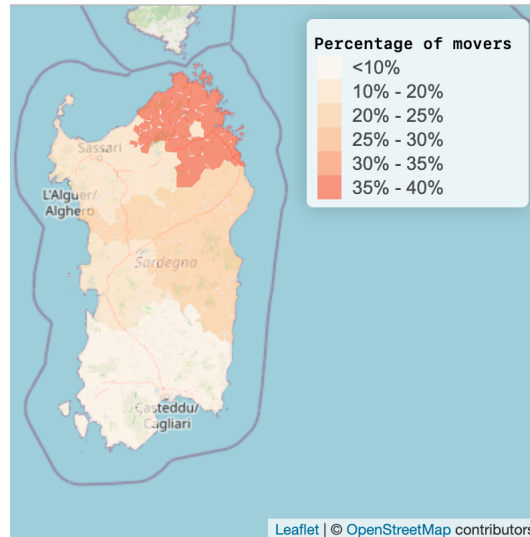 Percentage of movers
<10%
10% - 20%
20% - 25%
25% - 30%
30% - 35%
35% - 40%
Sassari
L'Alguer/
Alghero
Sardegna
Casteddu/
Cagliari
Leaflet | © OpenStreetMap contributors